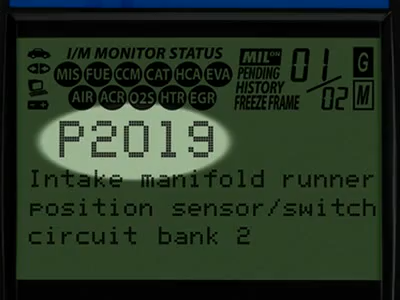 I/M MONITOR STATUS
MIL ON
01
G
MIS FUE CCM CAT HCA EVA
PENDING
HISTORY
AIR ACR O2S HTR EGR
FREEZE FRAME
02
M
P2019
Intake manifold runner
position sensor/switch
circuit bank 2